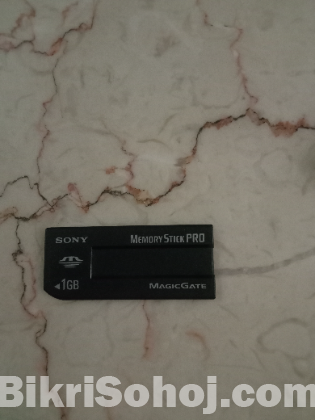 SONY MEMORY STICK PRO
◄1GB MAGICGATE
BikriSohoj.com